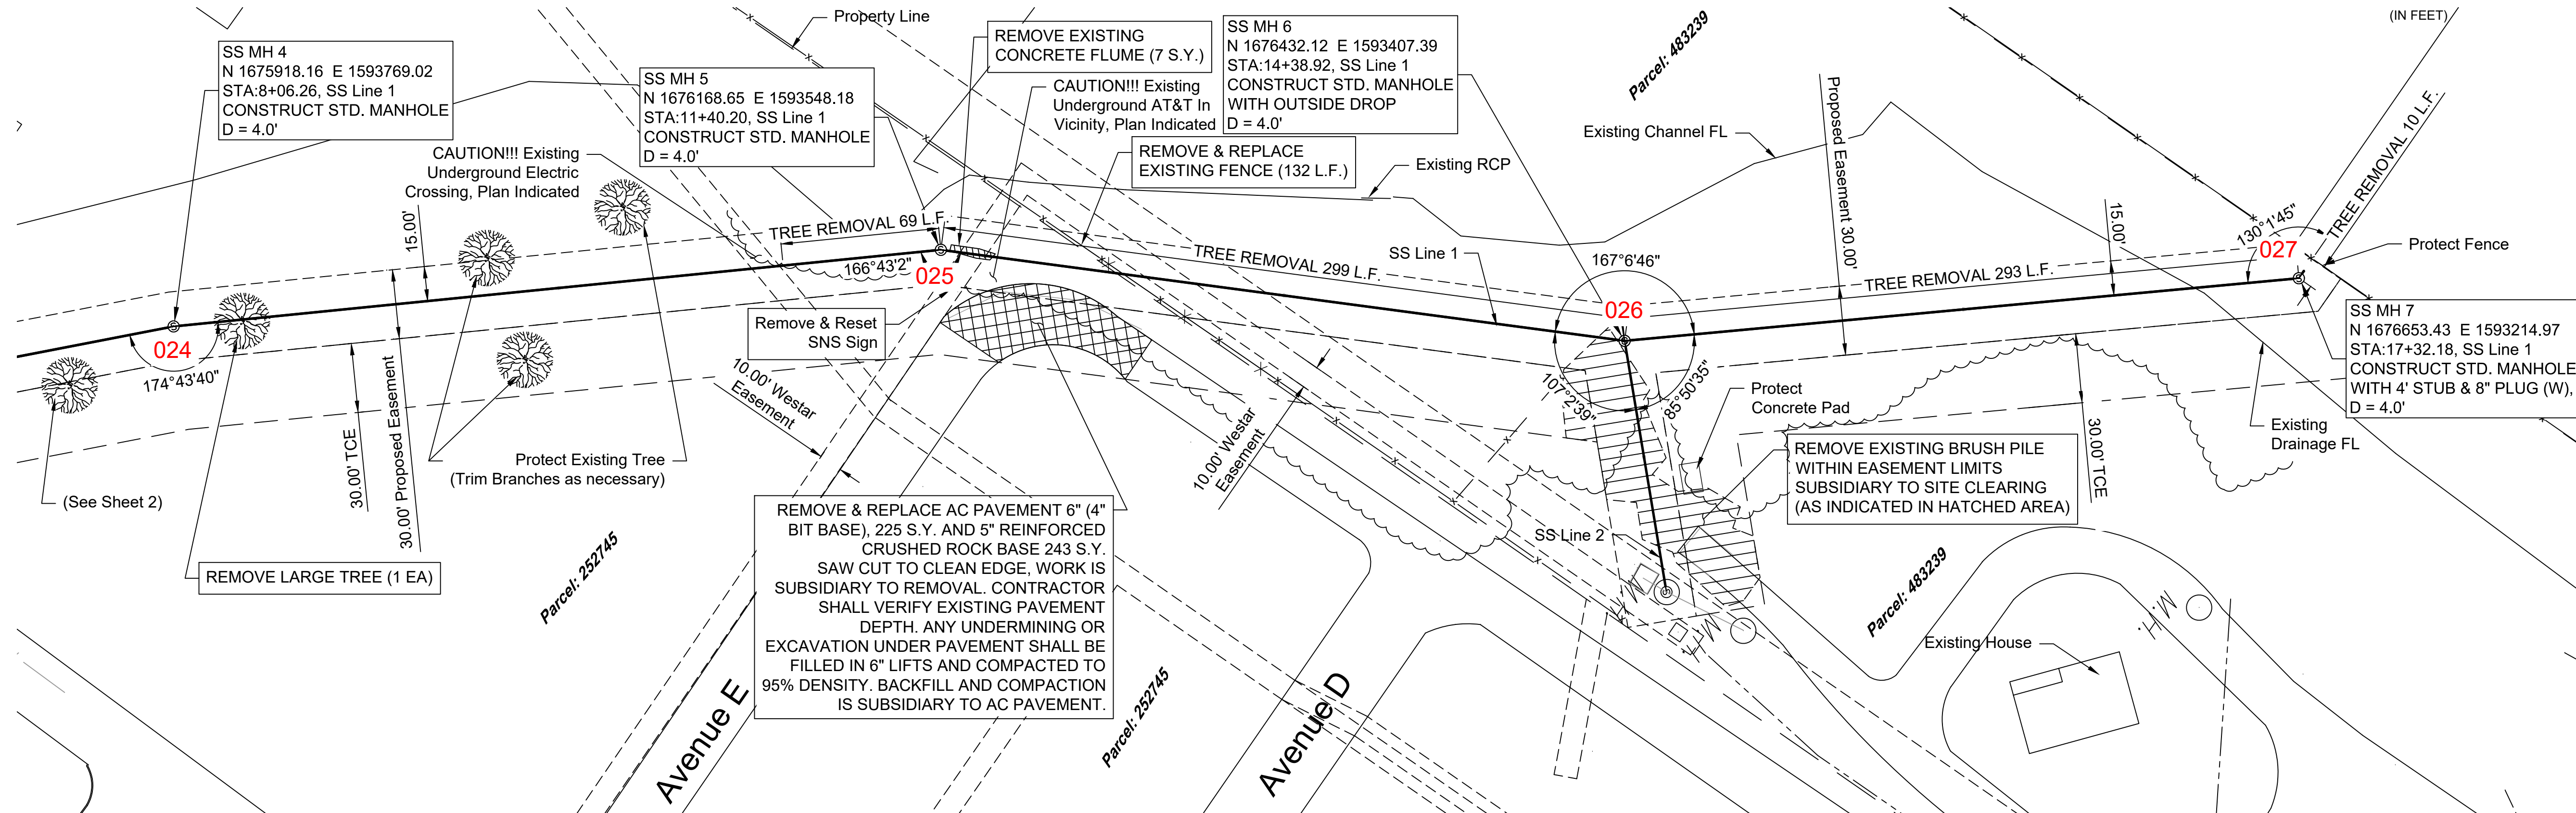 Property Line
(IN FEET)
SS MH 4
N 1675918.16  E 1593769.02
STA:8+06.26, SS Line 1
CONSTRUCT STD. MANHOLE
D = 4.0'
SS MH 5
N 1676168.65  E 1593548.18
STA:11+40.20, SS Line 1
CONSTRUCT STD. MANHOLE
D = 4.0'
REMOVE EXISTING
CONCRETE FLUME (7 S.Y.)
CAUTION!!! Existing
Underground AT&T In
Vicinity, Plan Indicated
SS MH 6
N 1676432.12  E 1593407.39
STA:14+38.92, SS Line 1
CONSTRUCT STD. MANHOLE
WITH OUTSIDE DROP
D = 4.0'
Parcel: 483239
Existing Channel FL
Proposed Easement 30.00'
TREE REMOVAL 10 L.F.
CAUTION!!! Existing
Underground Electric
Crossing, Plan Indicated
REMOVE & REPLACE
EXISTING FENCE (132 L.F.)
Existing RCP
15.00'
TREE REMOVAL 69 L.F.
166°43'2"
025
TREE REMOVAL 299 L.F.
SS Line 1
167°6'46"
026
TREE REMOVAL 293 L.F.
15.00'
130°1'45"
027
Protect Fence
024
174°43'40"
Remove & Reset
SNS Sign
SS MH 7
N 1676653.43  E 1593214.97
STA:17+32.18, SS Line 1
CONSTRUCT STD. MANHOLE
WITH 4' STUB & 8" PLUG (W),
D = 4.0'
10.00' Westar
Easement
10.00' Westar
Easement
107°2'39"
85°50'35"
Protect
Concrete Pad
Existing
Drainage FL
30.00' TCE
(See Sheet 2)
30.00' TCE
30.00' Proposed Easement
Protect Existing Tree
(Trim Branches as necessary)
REMOVE EXISTING BRUSH PILE
WITHIN EASEMENT LIMITS
SUBSIDIARY TO SITE CLEARING
(AS INDICATED IN HATCHED AREA)
REMOVE LARGE TREE (1 EA)
Parcel: 252745
REMOVE & REPLACE AC PAVEMENT 6" (4"
BIT BASE), 225 S.Y. AND 5" REINFORCED
CRUSHED ROCK BASE 243 S.Y.
SAW CUT TO CLEAN EDGE, WORK IS
SUBSIDIARY TO REMOVAL. CONTRACTOR
SHALL VERIFY EXISTING PAVEMENT
DEPTH. ANY UNDERMINING OR
EXCAVATION UNDER PAVEMENT SHALL BE
FILLED IN 6" LIFTS AND COMPACTED TO
95% DENSITY. BACKFILL AND COMPACTION
IS SUBSIDIARY TO AC PAVEMENT.
SS Line 2
Parcel: 483239
M.H.
Existing House
Avenue E
Parcel: 252745
Avenue D